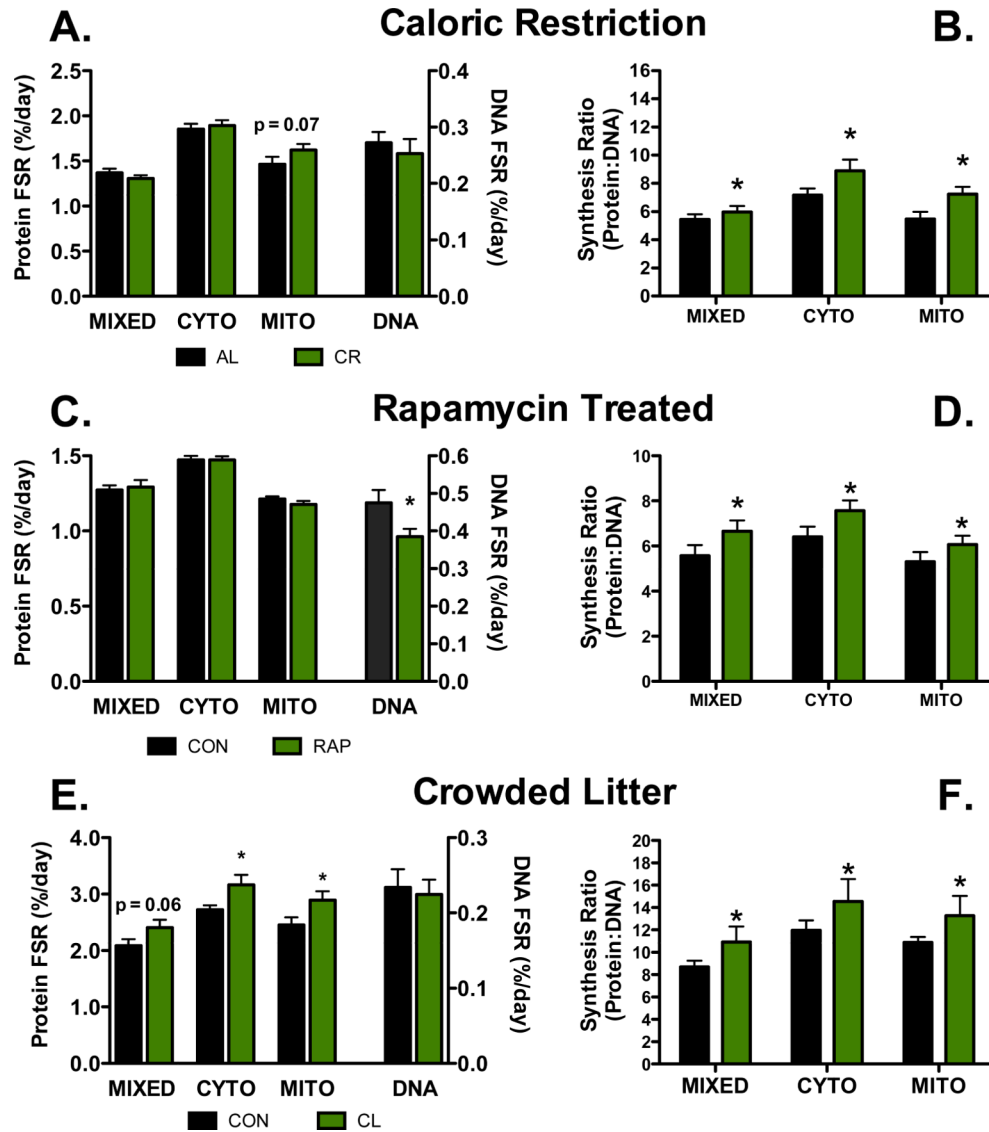 A. Caloric Restriction B.
Protein FSR (%/day)
2.5
2.0
1.5
1.0
0.5
0.0
p = 0.07
0.4
0.3
0.2
0.1
0.0
DNA FSR (%/day)
MIXED CYTO MITO DNA
AL CR
Synthesis Ratio
(Protein:DNA)
16
14
12
10
8
6
4
2
0
* * *
MIXED CYTO MITO
C. Rapamycin Treated D.
Protein FSR (%/day)
1.5
1.0
0.5
0.0
*
0.6
0.5
0.4
0.3
0.2
0.1
0.0
DNA FSR (%/day)
MIXED CYTO MITO DNA
CON RAP
Synthesis Ratio
(Protein:DNA)
10
8
6
4
2
0
* * *
MIXED CYTO MITO
E. Crowded Litter F.
Protein FSR (%/day)
4.0
3.0
2.0
1.0
0.0
p = 0.06 * *
0.3
0.2
0.1
0.0
DNA FSR (%/day)
MIXED CYTO MITO DNA
CON CL
Synthesis Ratio
(Protein:DNA)
20
18
16
14
12
10
8
6
4
2
0
* * *
MIXED CYTO MITO